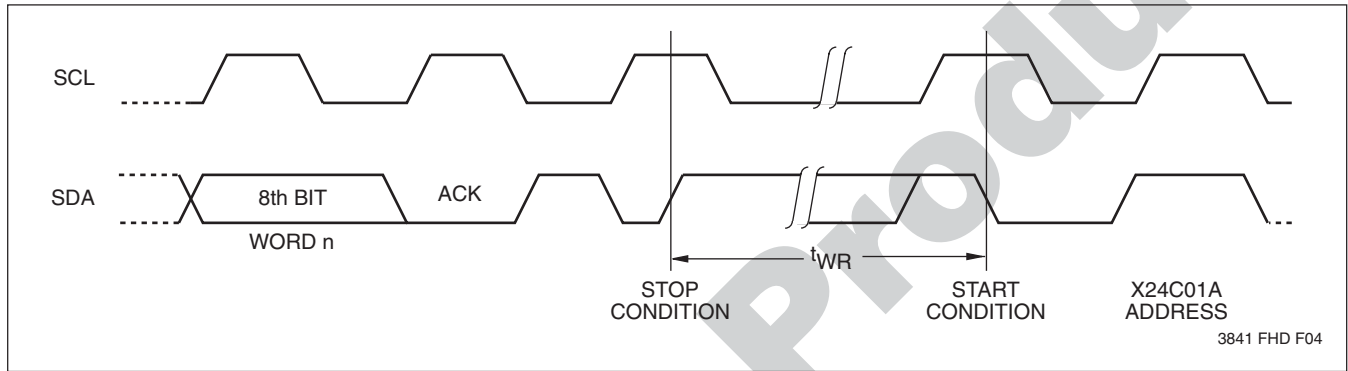 SCL
SDA
8th BIT
ACK
WORD n
tWR
STOP
CONDITION
START
CONDITION
X24C01A
ADDRESS
3841 FHD F04
Produ